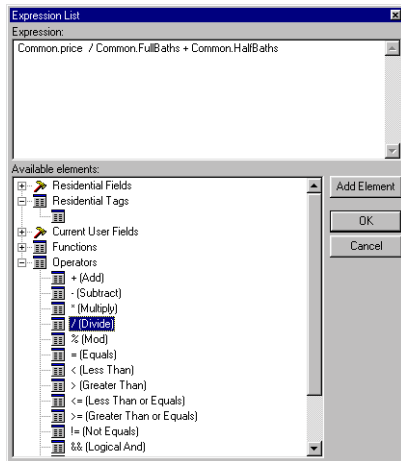 Expression List
Expression:
Common.price / Common.FullBaths + Common.HalfBaths
Available elements:
Residential Fields
Add Element
Residential Tags
OK
Current User Fields
Functions
Cancel
Operators
+ (Add)
- (Subtract)
* (Multiply)
/ (Divide)
% (Mod)
= (Equals)
< (Less Than)
> (Greater Than)
<= (Less Than or Equals)
>= (Greater Than or Equals)
!= (Not Equals)
&& (Logical And)